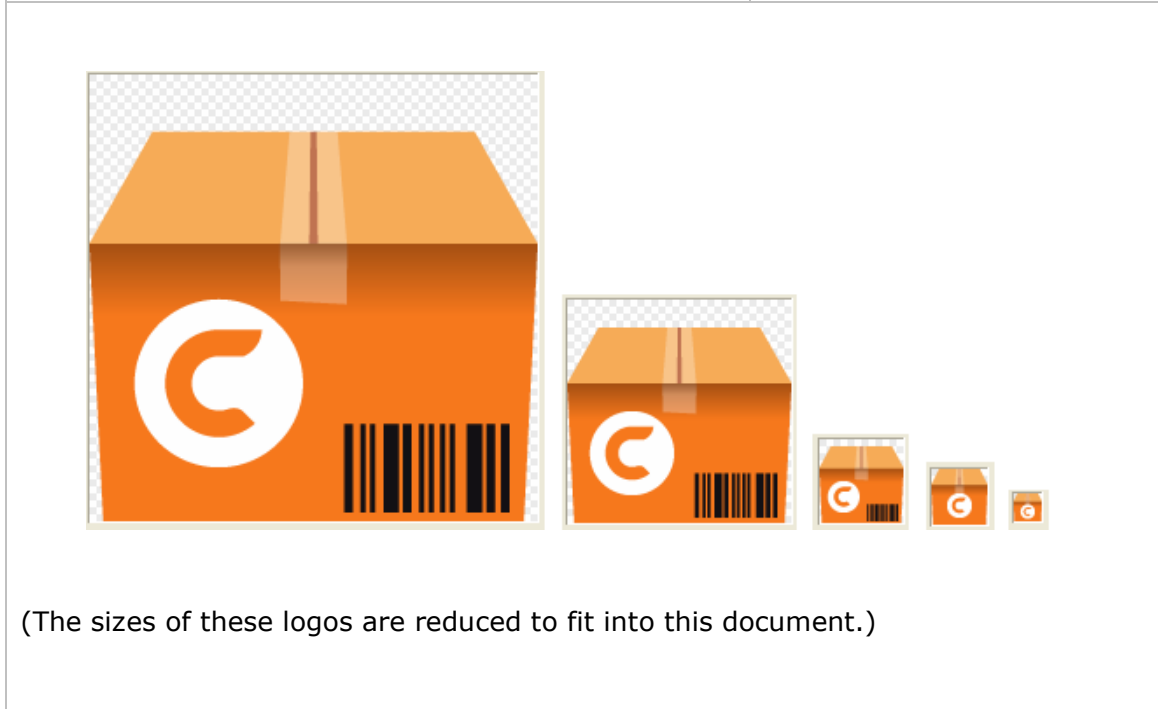 (The sizes of these logos are reduced to fit into this document.)